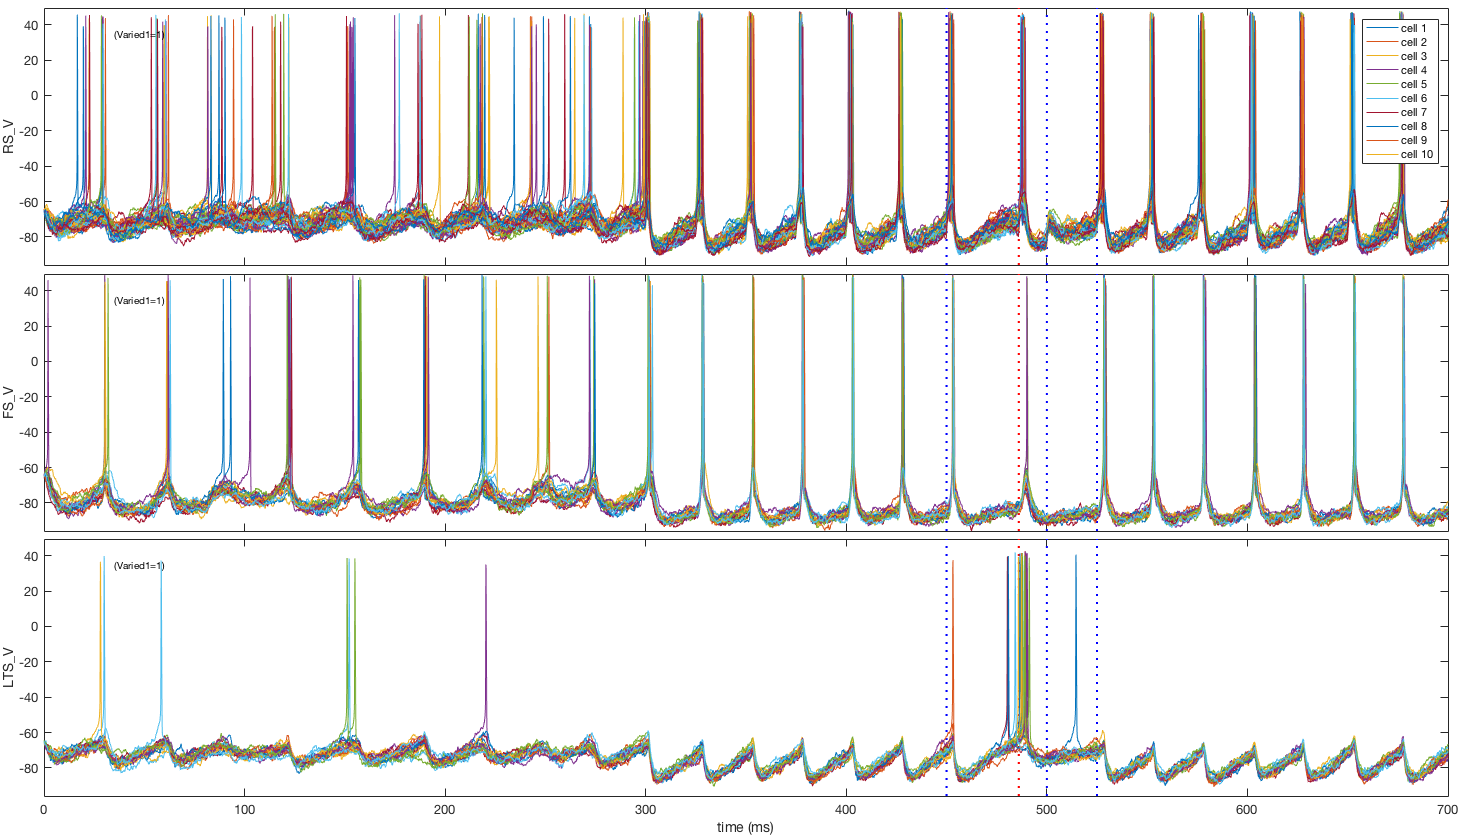 40
20
0
-20
-40
-60
-80
RS_V
(Varied1=1)
cell 1
cell 2
cell 3
cell 4
cell 5
cell 6
cell 7
cell 8
cell 9
cell 10
40
20
0
-20
-40
-60
-80
FS_V
(Varied1=1)
40
20
0
-20
-40
-60
-80
LTS_V
(Varied1=1)
0 100 200 300 400 500 600 700
time (ms)